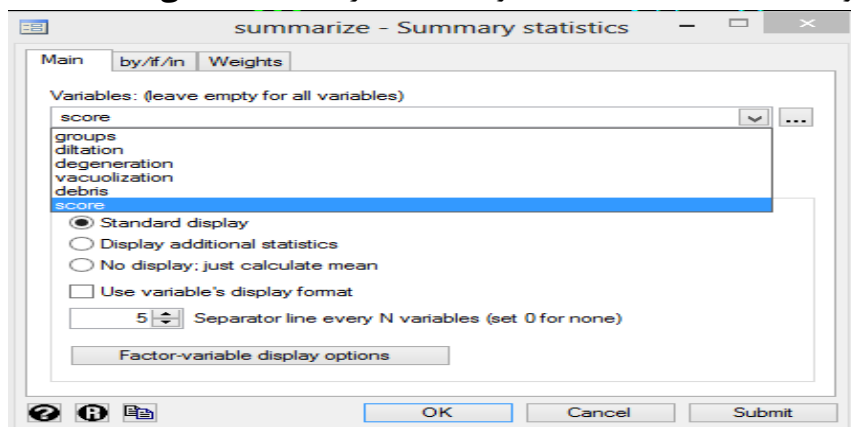 summarize - Summary statistics
Main by/if/in Weights
Variables: (leave empty for all variables)
score
...
groups
diltation
degeneration
vacuolization
debris
score
Standard display
Display additional statistics
No display; just calculate mean
Use variable's display format
5 Separator line every N variables (set 0 for none)
Factor-variable display options
? R OK Cancel Submit